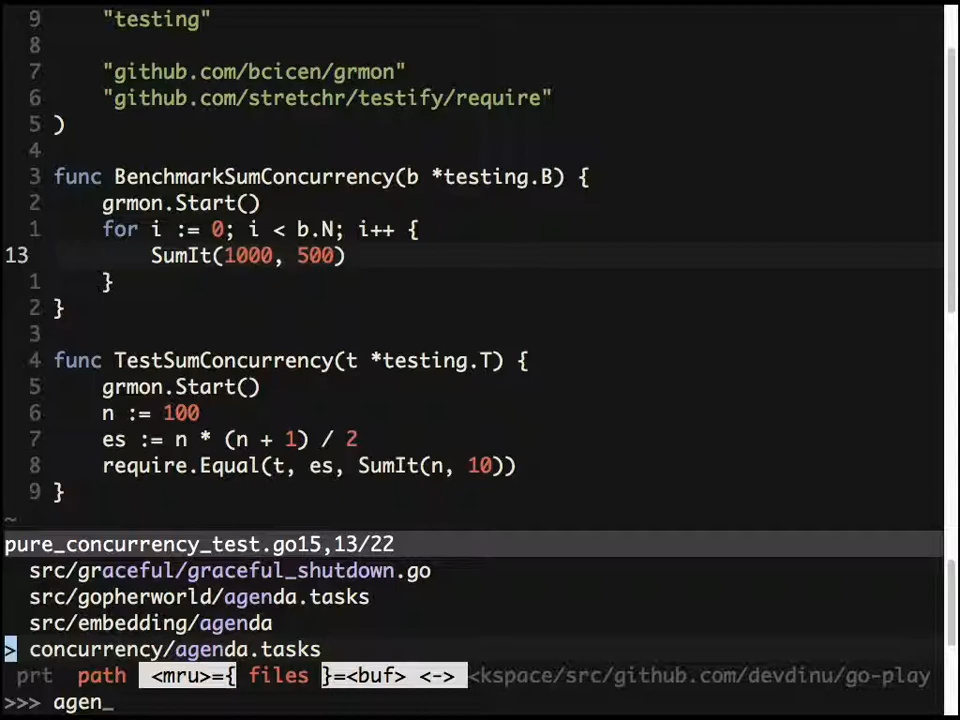 9 "testing"
8
7 "github.com/bcicen/grmon"
6 "github.com/stretchr/testify/require"
5 )
4
3 func BenchmarkSumConcurrency(b *testing.B) {
2 grmon.Start()
1 for i := 0; i < b.N; i++ {
13 SumIt(1000, 500)
1 }
2 }
3
4 func TestSumConcurrency(t *testing.T) {
5 grmon.Start()
6 n := 100
7 es := n * (n + 1) / 2
8 require.Equal(t, es, SumIt(n, 10))
9 }
~
pure_concurrency_test.go15,13/22
src/graceful/graceful_shutdown.go
src/gopherworld/agenda.tasks
src/embedding/agenda
> concurrency/agenda.tasks
prt path <mru>={ files }=<buf> <-> <kspace/src/github.com/devdinu/go-play
>>> agen_